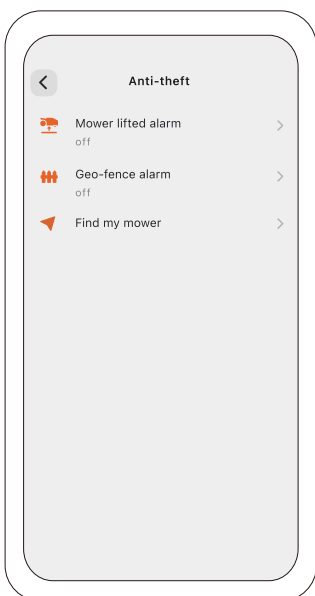 Anti-theft
Mower lifted alarm
off
Geo-fence alarm
off
Find my mower